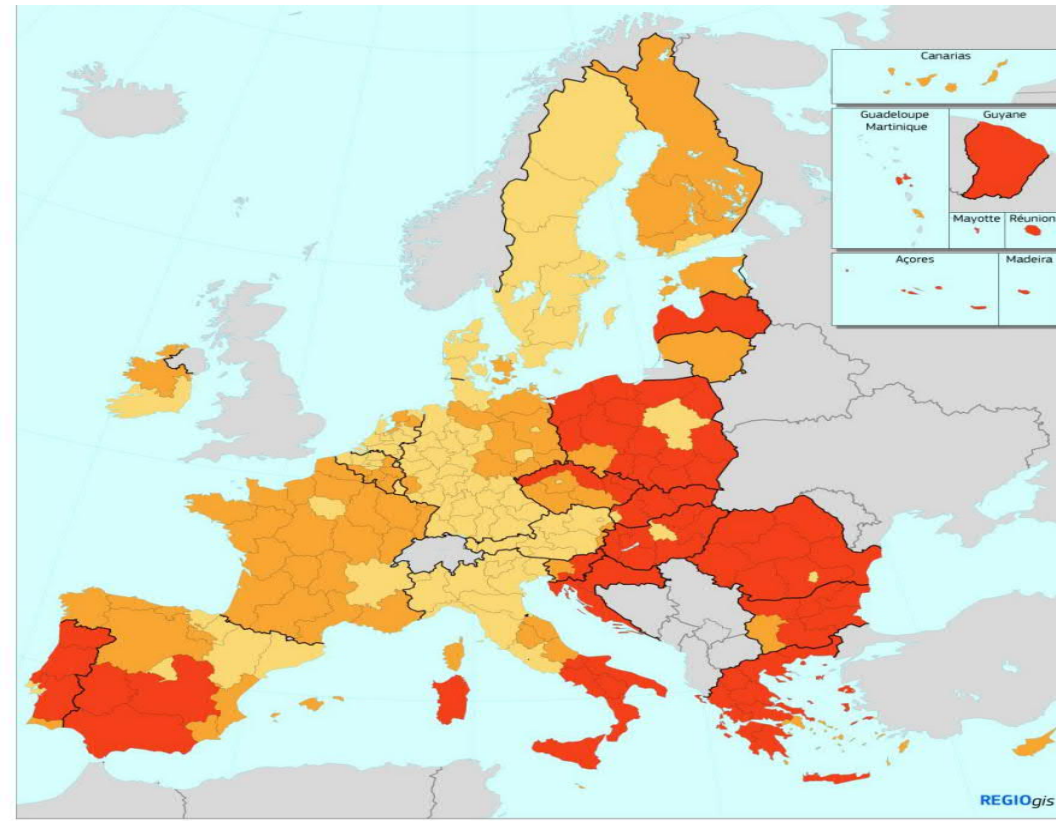 Canarias
Guadeloupe
Martinique
Guyane
Mayotte
Réunion
Açores
Madeira
REGIOgis